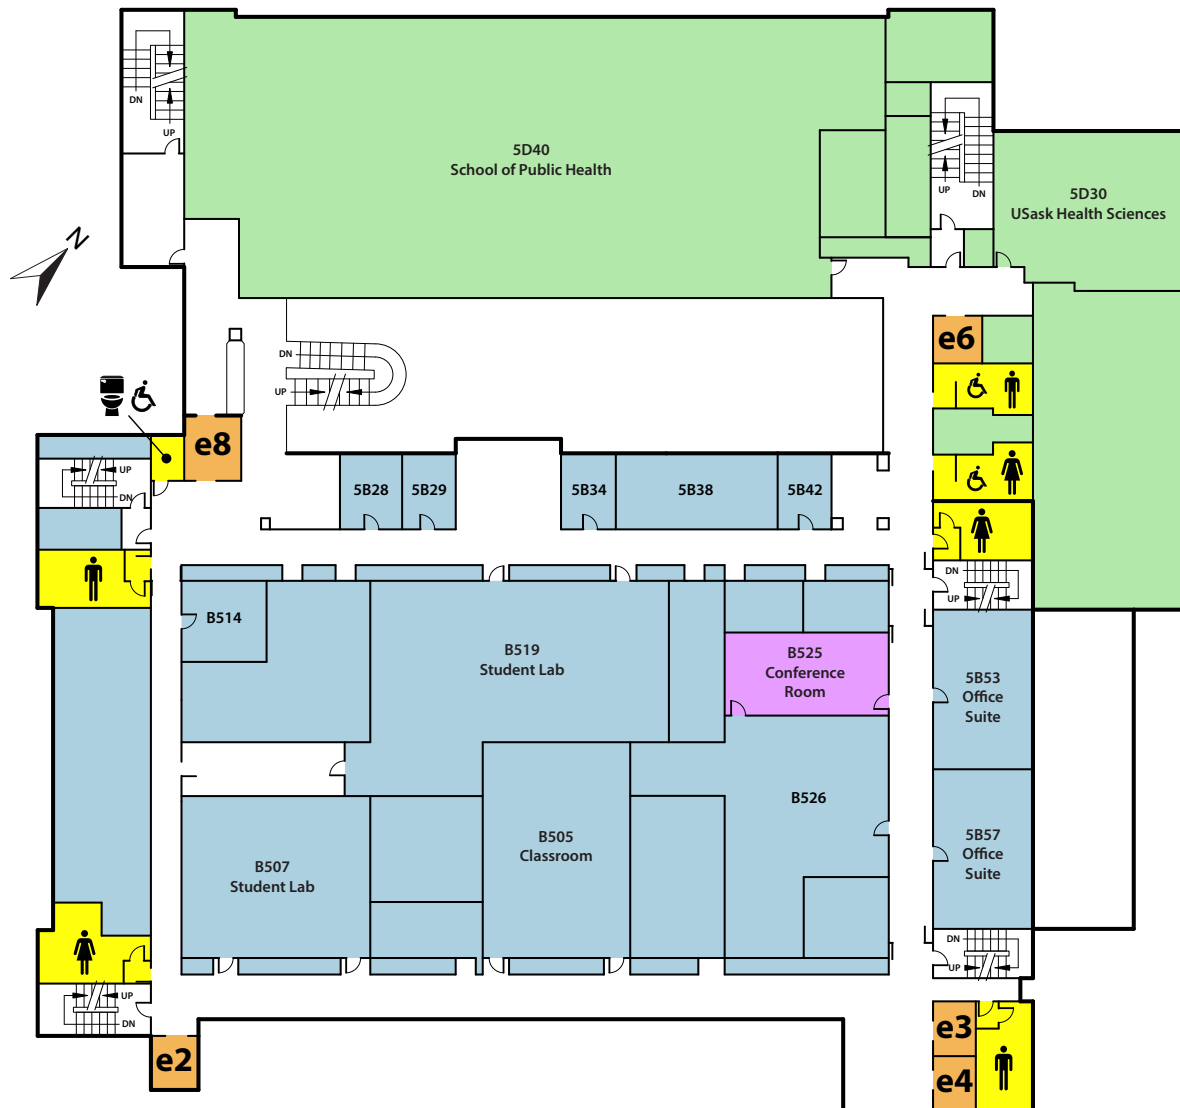 DN
UP
UP
DN
5D40
School of Public Health
5D30
USask Health Sciences
N
DN
UP
e6
e8
UP
DN
5B28
5B29
5B34
5B38
5B42
DN
UP
B514
B519
Student Lab
B525
Conference
Room
5B53
Office
Suite
B526
B505
Classroom
B507
Student Lab
5B57
Office
Suite
DN
UP
UP
DN
e2
e3
e4